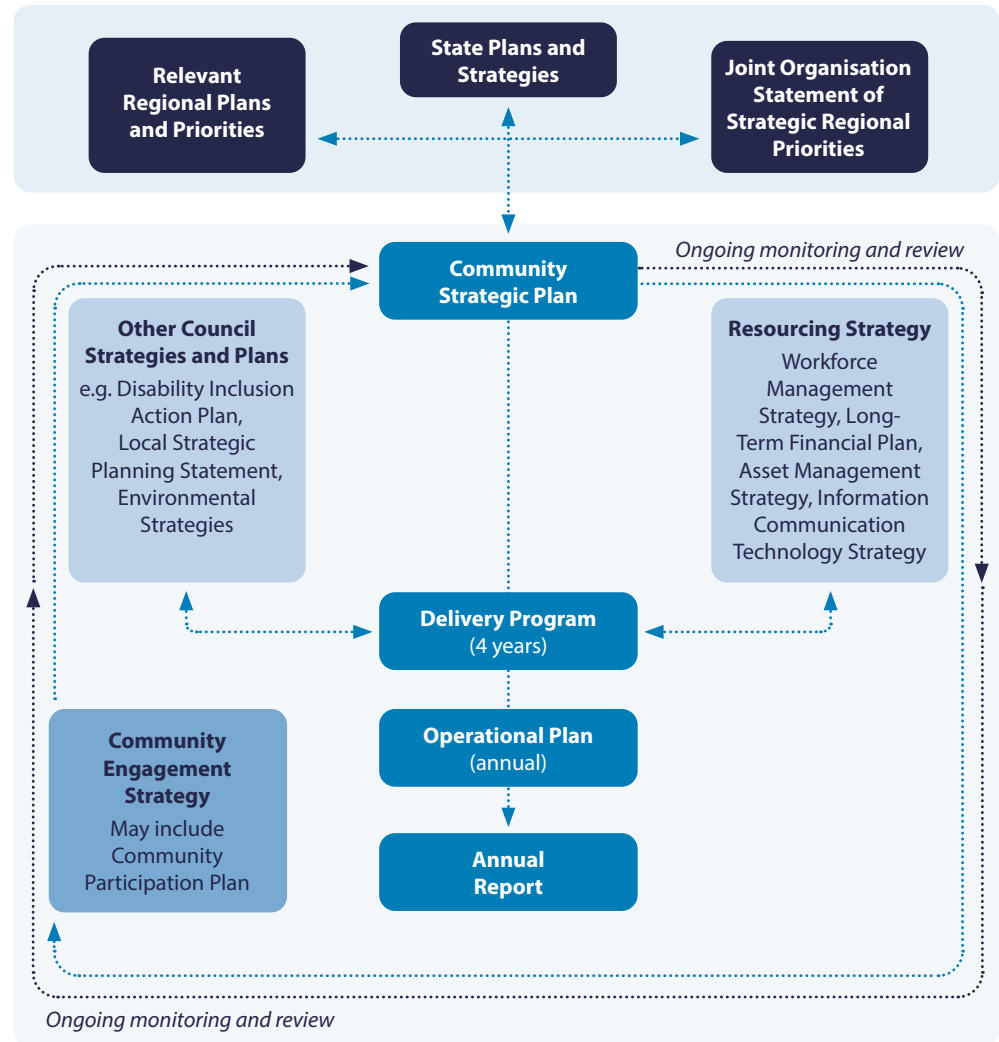 Relevant
Regional Plans
and Priorities
State Plans and
Strategies
Joint Organisation
Statement of
Strategic Regional
Priorities
Community
Strategic Plan
Ongoing monitoring and review
Other Council
Strategies and Plans
e.g. Disability Inclusion
Action Plan,
Local Strategic
Planning Statement,
Environmental
Strategies
Resourcing Strategy
Workforce
Management
Strategy, Long-
Term Financial Plan,
Asset Management
Strategy, Information
Communication
Technology Strategy
Delivery Program
(4 years)
Community
Engagement
Strategy
May include
Community
Participation Plan
Operational Plan
(annual)
Annual
Report
Ongoing monitoring and review